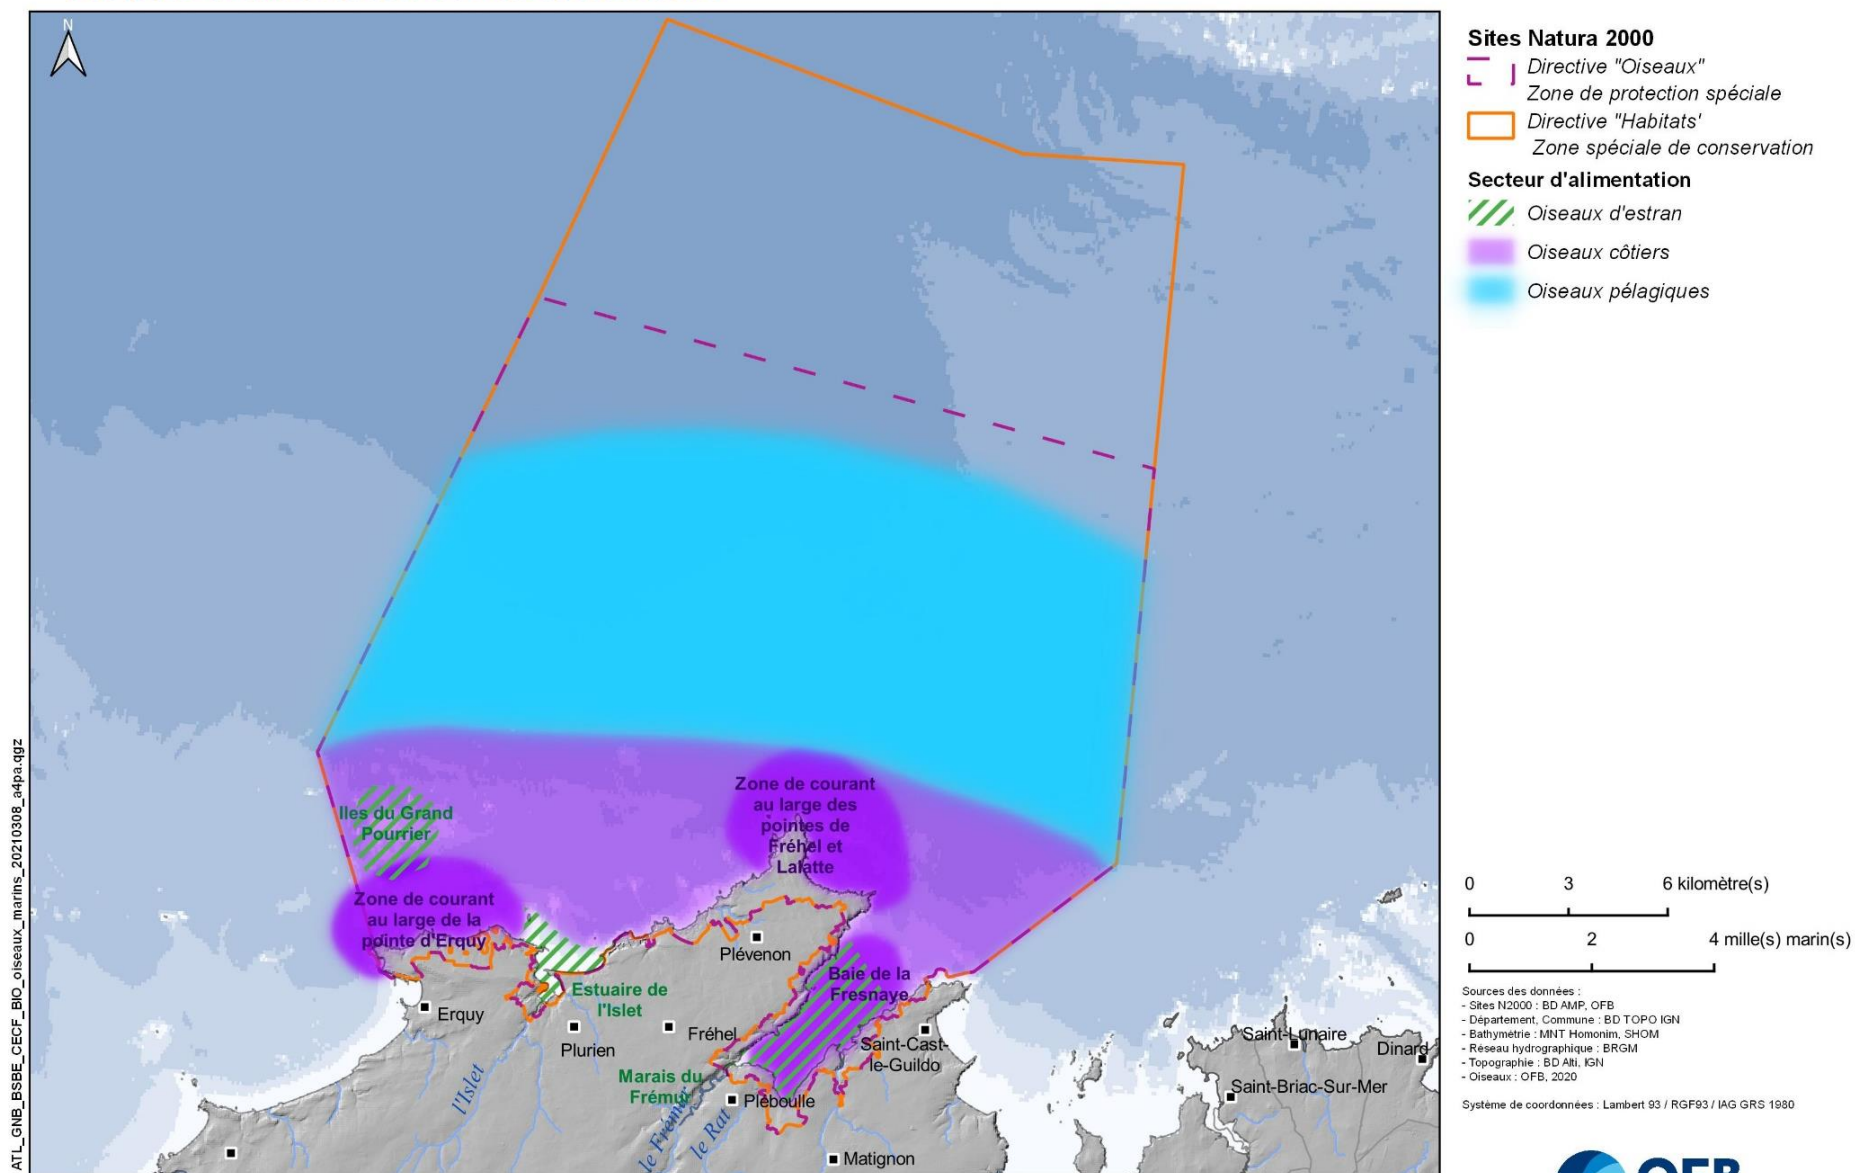 N
Sites Natura 2000
Directive "Oiseaux"
Zone de protection spéciale
Directive "Habitats'
Zone spéciale de conservation
Secteur d'alimentation
Oiseaux d'estran
Oiseaux côtiers
Oiseaux pélagiques
Iles du Grand
Pourrier
Zone de courant
au large des
pointes de
Fréhel et
Lalatte
Zone de courant
au large de la
pointe d'Erquy
Plévenon
Baie de la
Fresnaye
Estuaire de
l'Islet
Erquy
Plurien
Fréhel
Saint-Cast-
le-Guildo
Marais du
Frémur
Pléboulle
l'Islet
le Frémur
le Rat
Matignon
Saint-Lunaire
Dinard
Saint-Briac-Sur-Mer
0 3 6 kilomètre(s)
0 2 4 mille(s) marin(s)
Sources des données :
- Sites N2000 : BD AMP, OFB
- Département, Commune : BD TOPO IGN
- Bathymétrie : MNT Homonim, SHOM
- Réseau hydrographique : BRGM
- Topographie : BD Alti, IGN
- Oiseaux : OFB, 2020
Système de coordonnées : Lambert 93 / RGF93 / IAG GRS 1980
OFB
ATL_GNB_BSBE_CECF_BIO_oiseaux_marins_20210308_a4pa.qgz